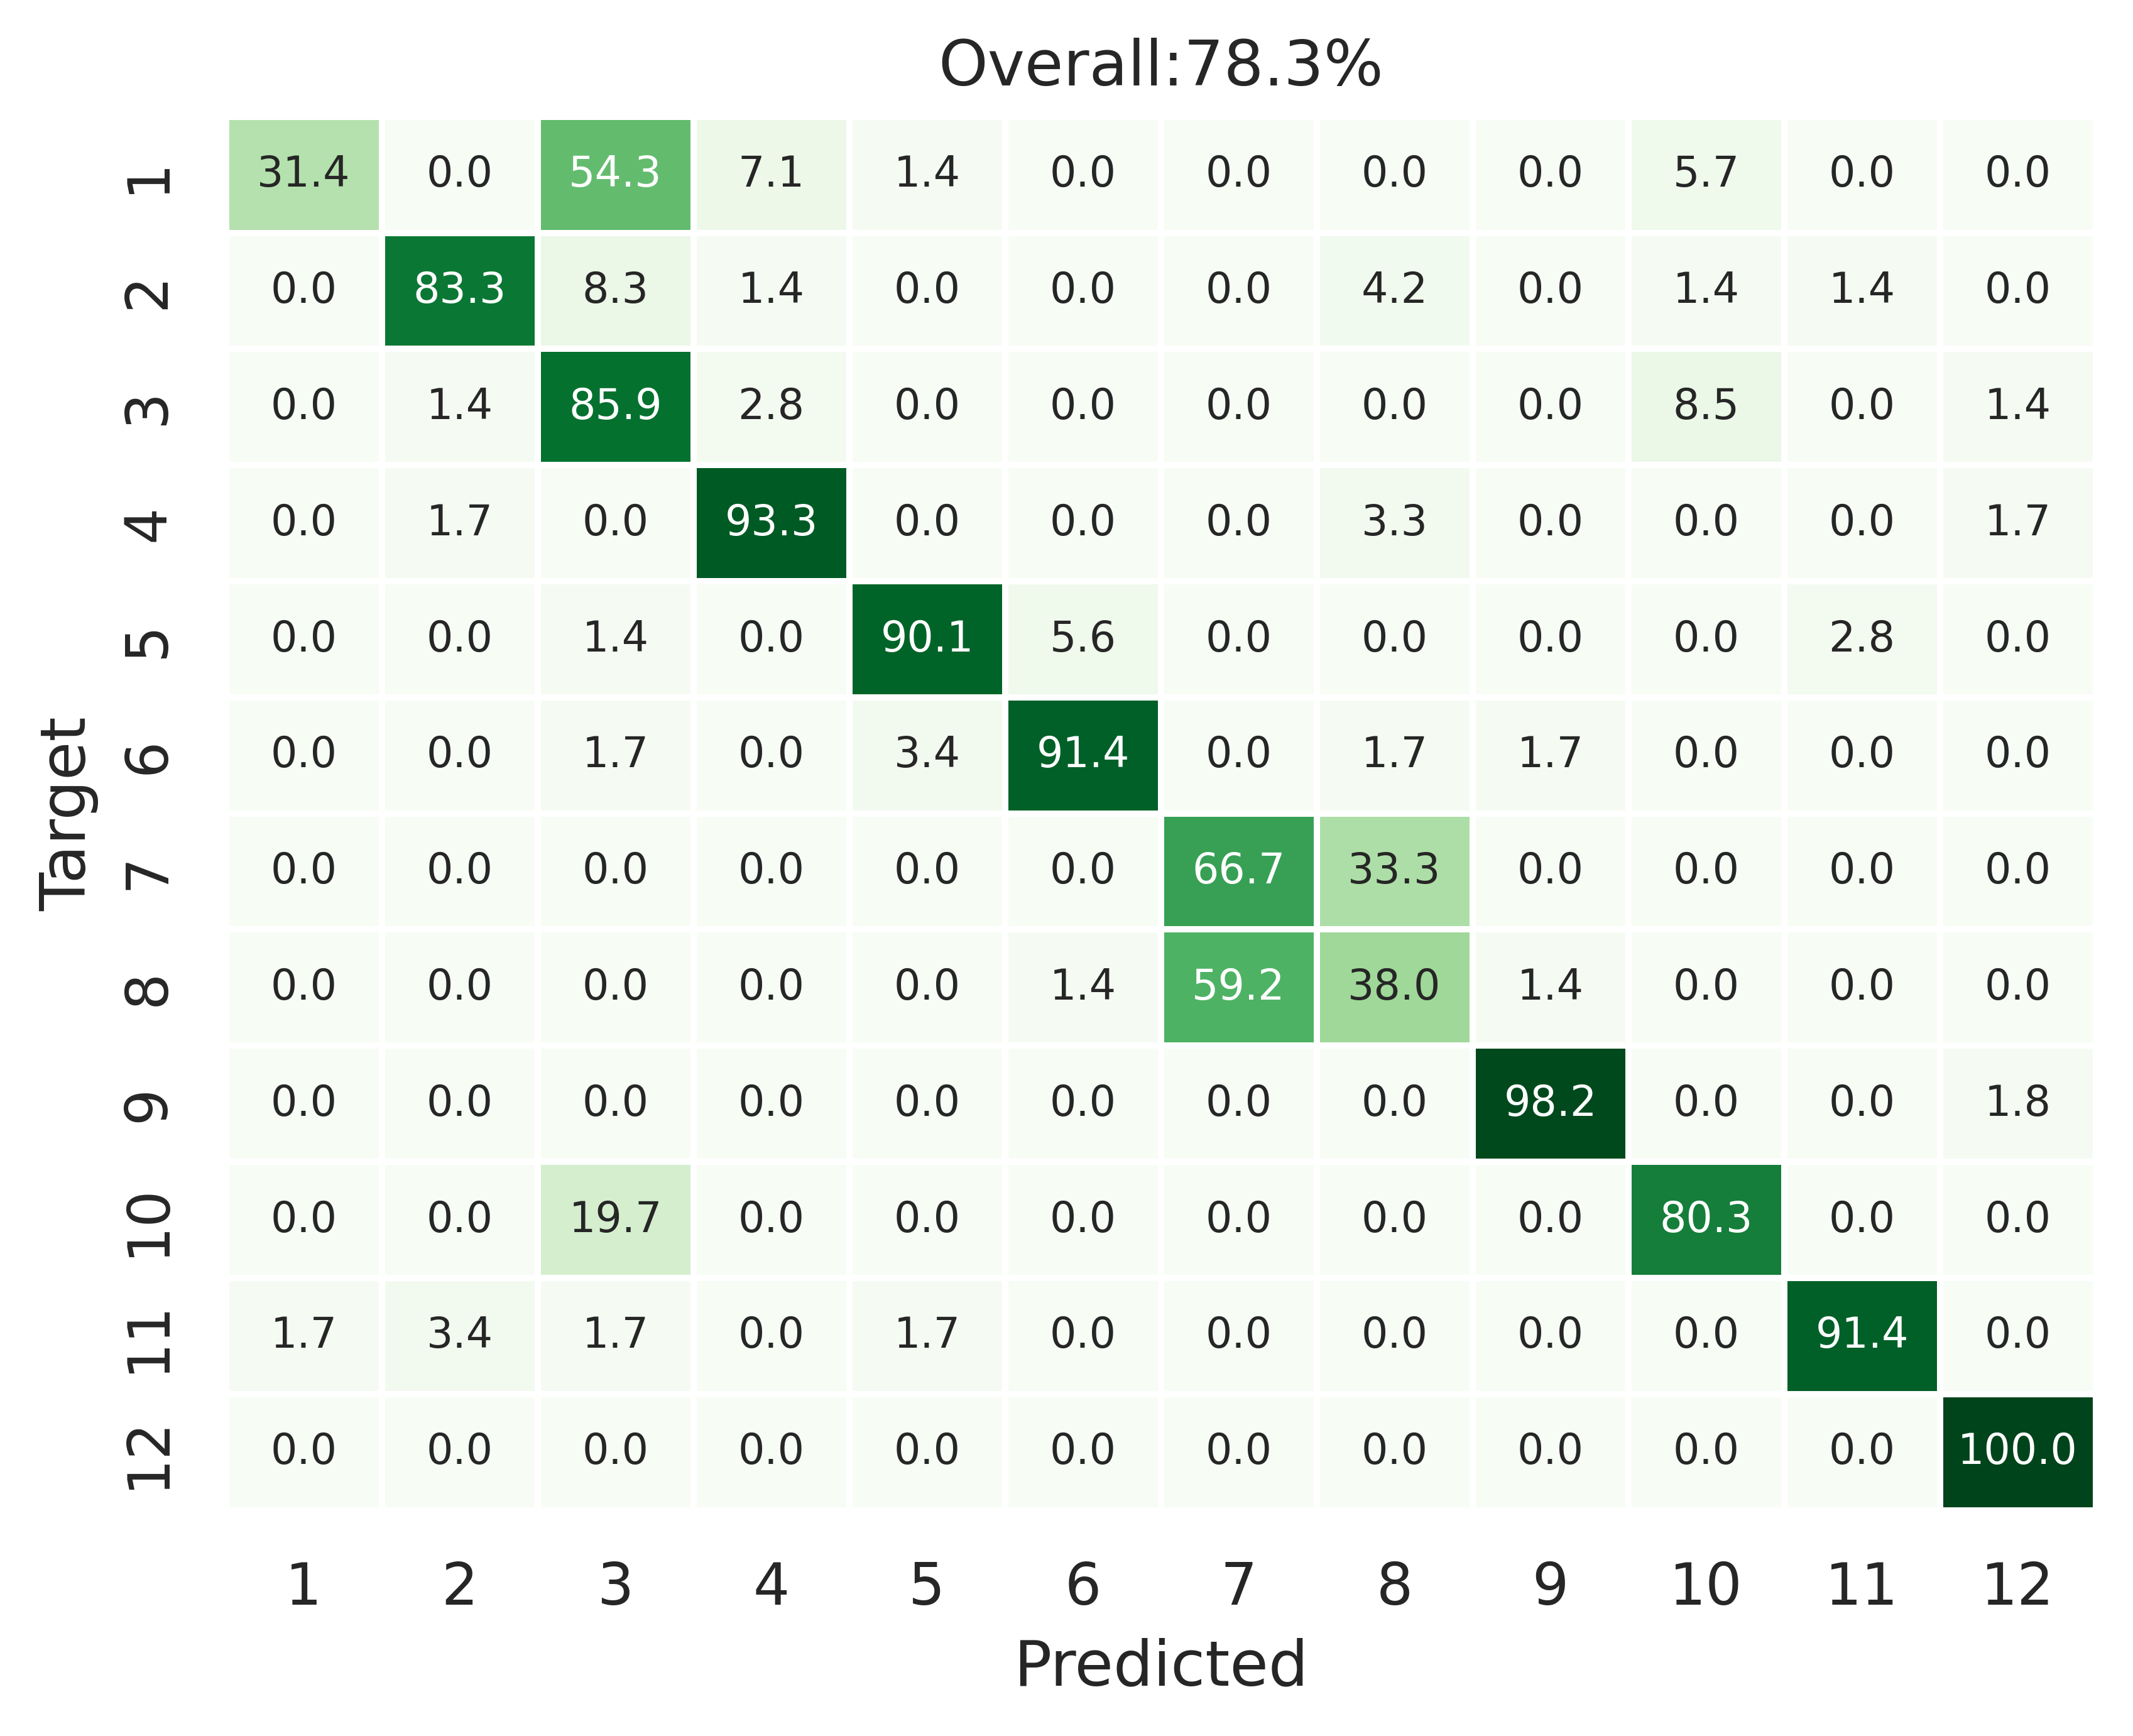 Overall:78.3%
1 31.4 0.0 54.3 7.1 1.4 0.0 0.0 0.0 0.0 5.7 0.0 0.0
2 0.0 83.3 8.3 1.4 0.0 0.0 0.0 4.2 0.0 1.4 1.4 0.0
3 0.0 1.4 85.9 2.8 0.0 0.0 0.0 0.0 0.0 8.5 0.0 1.4
4 0.0 1.7 0.0 93.3 0.0 0.0 0.0 3.3 0.0 0.0 0.0 1.7
5 0.0 0.0 1.4 0.0 90.1 5.6 0.0 0.0 0.0 0.0 2.8 0.0
6 0.0 0.0 1.7 0.0 3.4 91.4 0.0 1.7 1.7 0.0 0.0 0.0
7 0.0 0.0 0.0 0.0 0.0 0.0 66.7 33.3 0.0 0.0 0.0 0.0
8 0.0 0.0 0.0 0.0 0.0 1.4 59.2 38.0 1.4 0.0 0.0 0.0
9 0.0 0.0 0.0 0.0 0.0 0.0 0.0 0.0 98.2 0.0 0.0 1.8
10 0.0 0.0 19.7 0.0 0.0 0.0 0.0 0.0 0.0 80.3 0.0 0.0
11 1.7 3.4 1.7 0.0 1.7 0.0 0.0 0.0 0.0 0.0 91.4 0.0
12 0.0 0.0 0.0 0.0 0.0 0.0 0.0 0.0 0.0 0.0 0.0 100.0
Target
1 2 3 4 5 6 7 8 9 10 11 12
Predicted